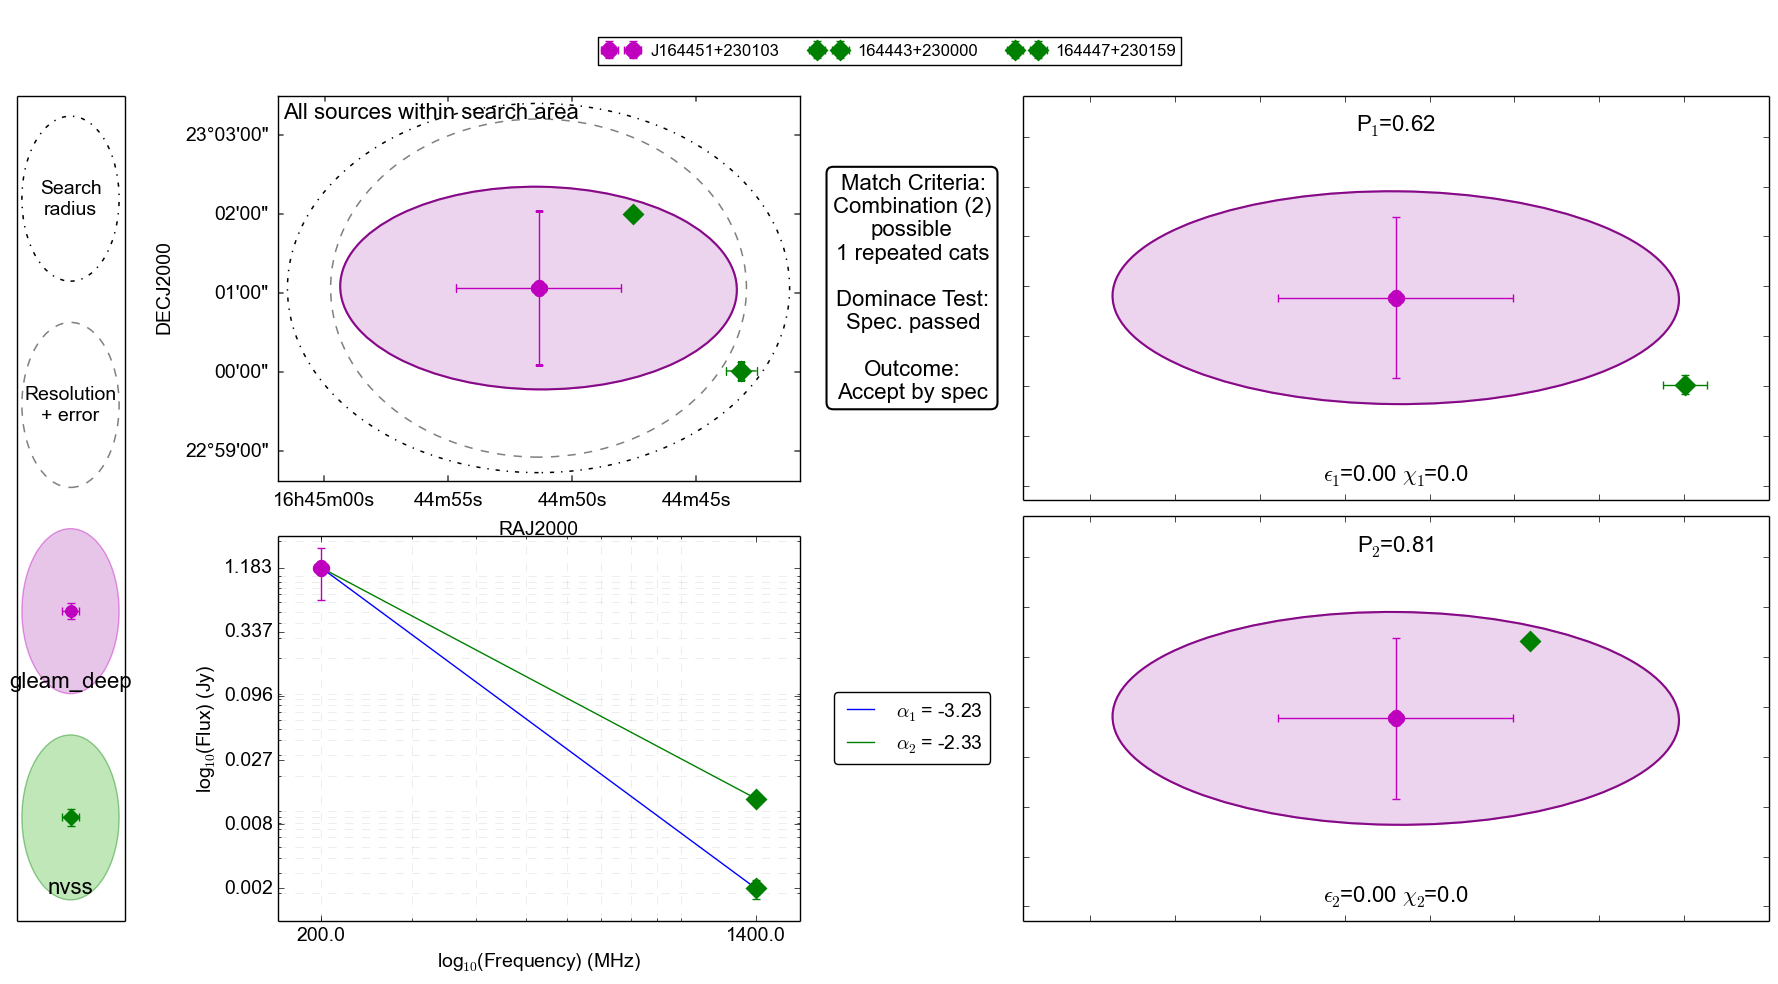 J164451+230103
164443+230000
164447+230159
Search
radius
Resolution
+ error
gleam_deep
nvss
All sources within search area
23°03'00"
02'00"
01'00"
00'00"
22°59'00"
DECJ2000
16h45m00s
44m55s
44m50s
44m45s
RAJ2000
Match Criteria:
Combination (2)
possible
1 repeated cats
Dominace Test:
Spec. passed
Outcome:
Accept by spec
P₁=0.62
ϵ₁=0.00 χ₁=0.0
1.183
0.337
0.096
0.027
0.008
0.002
log₁₀(Flux) (Jy)
200.0
1400.0
log₁₀(Frequency) (MHz)
α₁ = -3.23
α₂ = -2.33
P₂=0.81
ϵ₂=0.00 χ₂=0.0